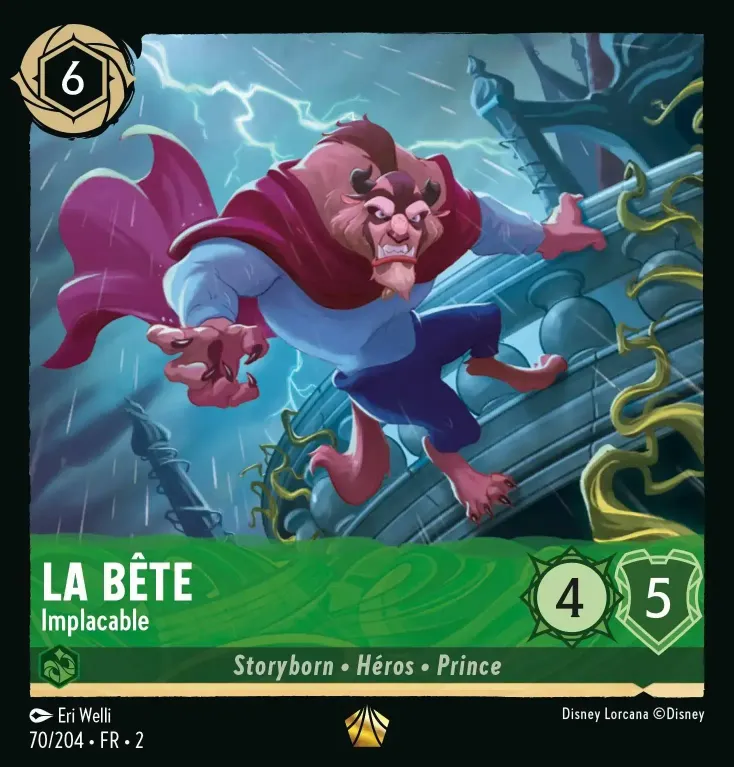 6
LA BÊTE
Implacable
4
5
Storyborn • Héros • Prince
Eri Welli
Disney Lorcana ©Disney
70/204 • FR • 2